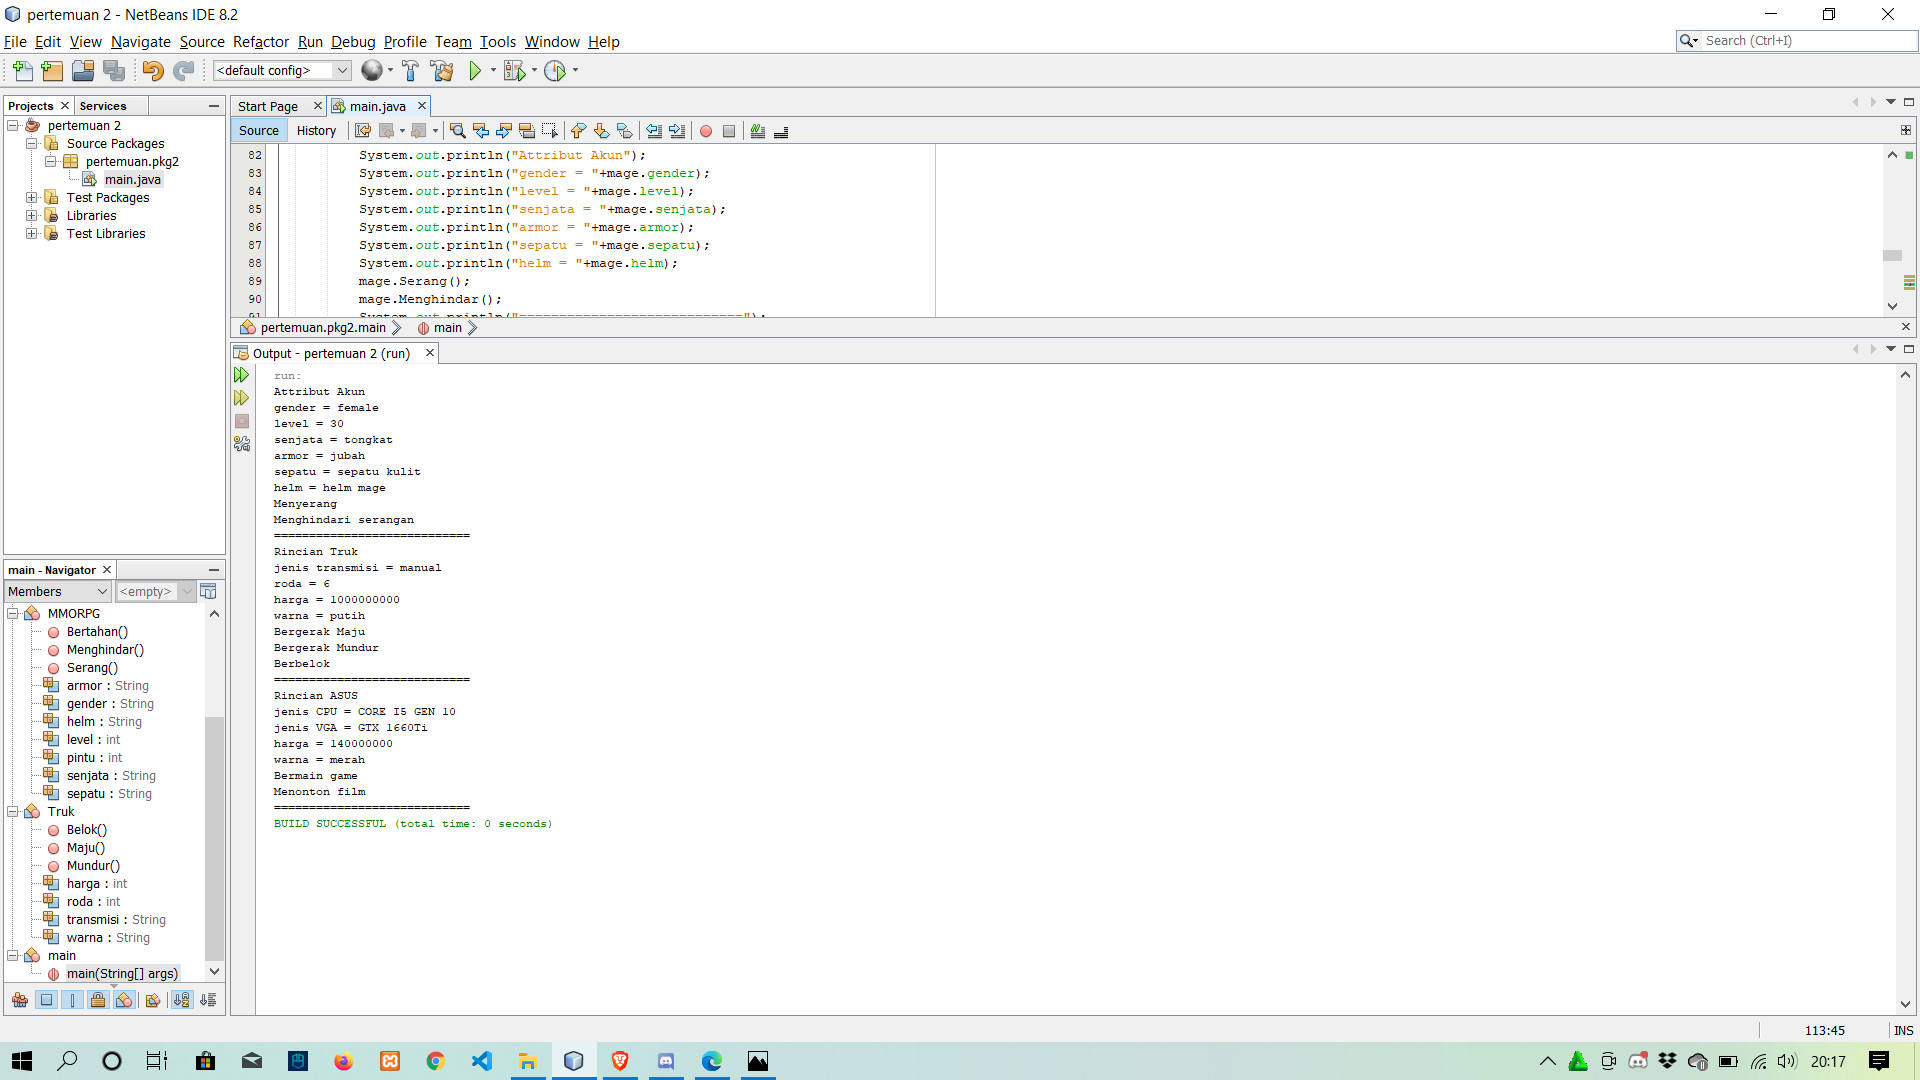 pertemuan 2 - NetBeans IDE 8.2
File Edit View Navigate Source Refactor Run Debug Profile Team Tools Window Help
Search (Ctrl+I)
<default config>
Projects Services
pertemuan 2
Source Packages
pertemuan.pkg2
main.java
Test Packages
Libraries
Test Libraries
Start Page main.java
Source History
82 System.out.println("Attribut Akun");
83 System.out.println("gender = "+mage.gender);
84 System.out.println("level = "+mage.level);
85 System.out.println("senjata = "+mage.senjata);
86 System.out.println("armor = "+mage.armor);
87 System.out.println("sepatu = "+mage.sepatu);
88 System.out.println("helm = "+mage.helm);
89 mage.Serang();
90 mage.Menghindar();
91 System.out.println("============================");
pertemuan.pkg2.main main
Output - pertemuan 2 (run)
run:
Attribut Akun
gender = female
level = 30
senjata = tongkat
armor = jubah
sepatu = sepatu kulit
helm = helm mage
Menyerang
Menghindari serangan
============================
Rincian Truk
jenis transmisi = manual
roda = 6
harga = 1000000000
warna = putih
Bergerak Maju
Bergerak Mundur
Berbelok
============================
Rincian ASUS
jenis CPU = CORE I5 GEN 10
jenis VGA = GTX 1660Ti
harga = 140000000
warna = merah
Bermain game
Menonton film
============================
BUILD SUCCESSFUL (total time: 0 seconds)
main - Navigator
Members <empty>
MMORPG
Bertahan()
Menghindar()
Serang()
armor : String
gender : String
helm : String
level : int
pintu : int
senjata : String
sepatu : String
Truk
Belok()
Maju()
Mundur()
harga : int
roda : int
transmisi : String
warna : String
main
main(String[] args)
113:45 INS
20:17